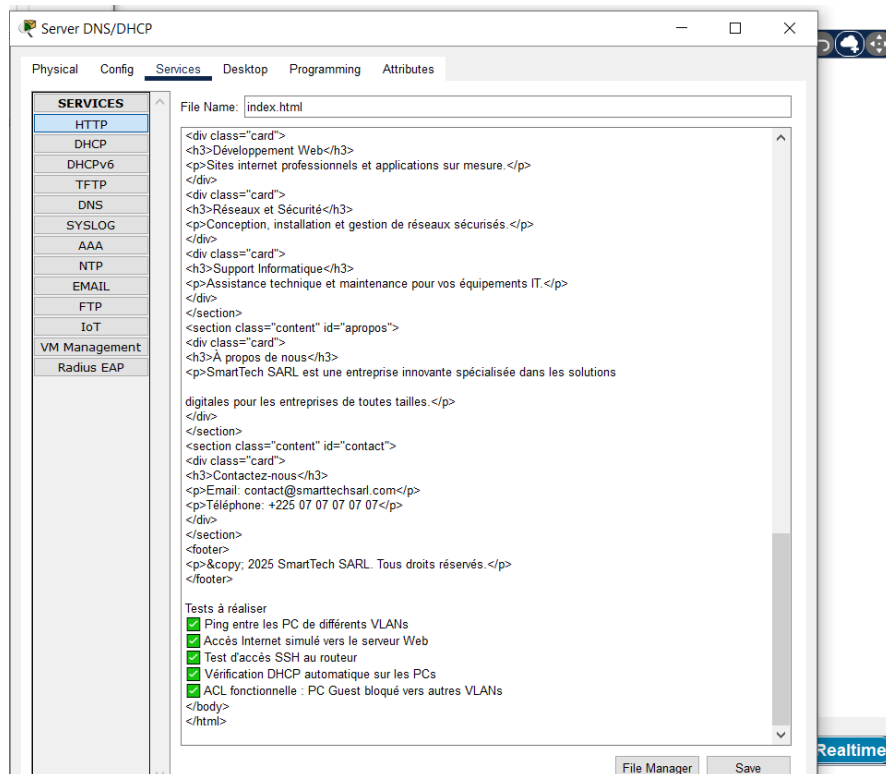 Server DNS/DHCP
Physical Config Services Desktop Programming Attributes
SERVICES
HTTP
DHCP
DHCPv6
TFTP
DNS
SYSLOG
AAA
NTP
EMAIL
FTP
IoT
VM Management
Radius EAP
File Name: index.html
<div class="card">
<h3>Développement Web</h3>
<p>Sites internet professionnels et applications sur mesure.</p>
</div>
<div class="card">
<h3>Réseaux et Sécurité</h3>
<p>Conception, installation et gestion de réseaux sécurisés.</p>
</div>
<div class="card">
<h3>Support Informatique</h3>
<p>Assistance technique et maintenance pour vos équipements IT.</p>
</div>
</section>
<section class="content" id="apropos">
<div class="card">
<h3>À propos de nous</h3>
<p>SmartTech SARL est une entreprise innovante spécialisée dans les solutions
digitales pour les entreprises de toutes tailles.</p>
</div>
</section>
<section class="content" id="contact">
<div class="card">
<h3>Contactez-nous</h3>
<p>Email: contact@smarttechsarl.com</p>
<p>Téléphone: +225 07 07 07 07 07</p>
</div>
</section>
<footer>
<p>&copy; 2025 SmartTech SARL. Tous droits réservés.</p>
</footer>
Tests à réaliser
✅ Ping entre les PC de différents VLANs
✅ Accès Internet simulé vers le serveur Web
✅ Test d'accès SSH au routeur
✅ Vérification DHCP automatique sur les PCs
✅ ACL fonctionnelle : PC Guest bloqué vers autres VLANs
</body>
</html>
File Manager Save
Realtime